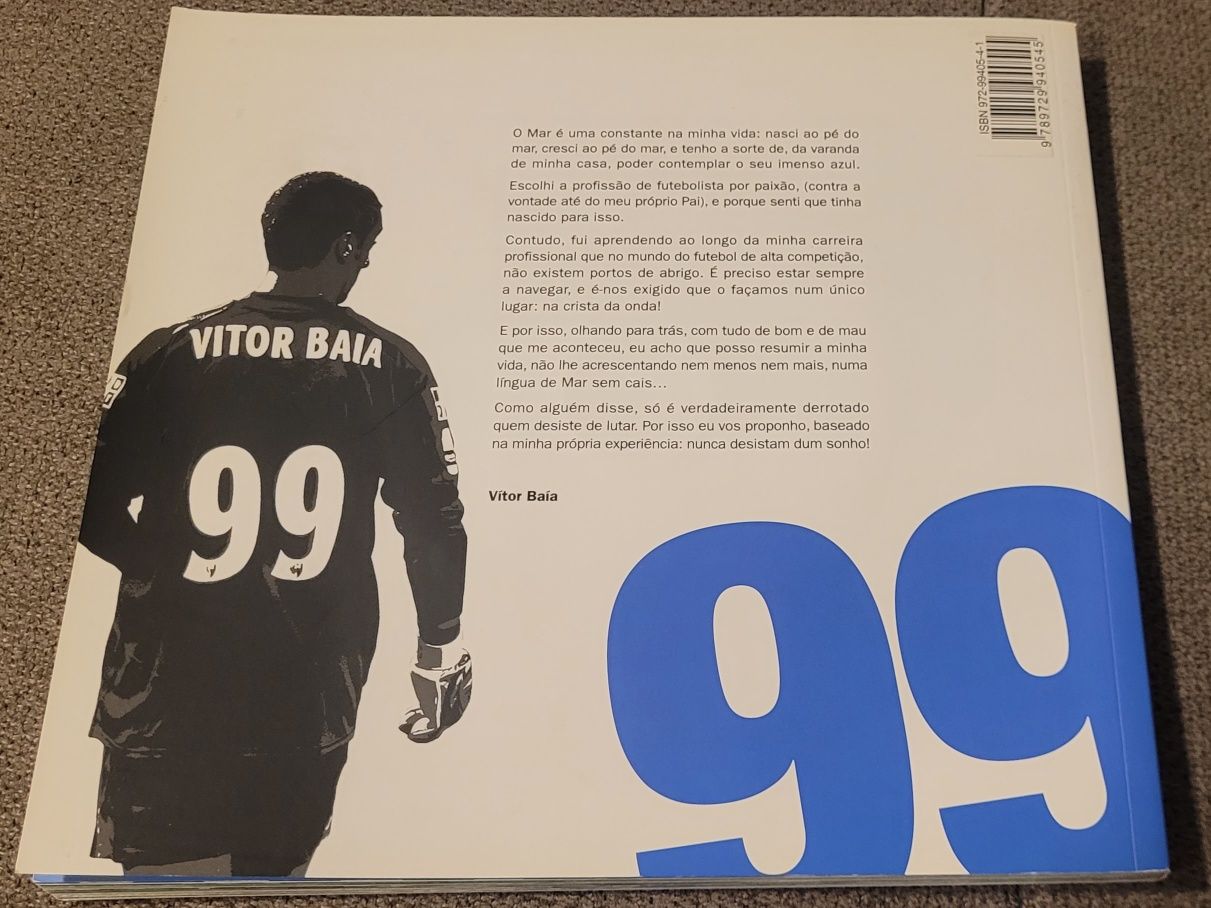 ISBN 972-99405-4-1
9 789729 940545
O Mar é uma constante na minha vida: nasci ao pé do
mar, cresci ao pé do mar, e tenho a sorte de, da varanda
de minha casa, poder contemplar o seu imenso azul.
Escolhi a profissão de futebolista por paixão, (contra a
vontade até do meu próprio Pai), e porque senti que tinha
nascido para isso.
Contudo, fui aprendendo ao longo da minha carreira
profissional que no mundo do futebol de alta competição,
não existem portos de abrigo. É preciso estar sempre
a navegar, e é-nos exigido que o façamos num único
lugar: na crista da onda!
E por isso, olhando para trás, com tudo de bom e de mau
que me aconteceu, eu acho que posso resumir a minha
vida, não lhe acrescentando nem menos nem mais, numa
língua de Mar sem cais...
Como alguém disse, só é verdadeiramente derrotado
quem desiste de lutar. Por isso eu vos proponho, baseado
na minha própria experiência: nunca desistam dum sonho!
Vítor Baía
VITOR BAIA
99
99